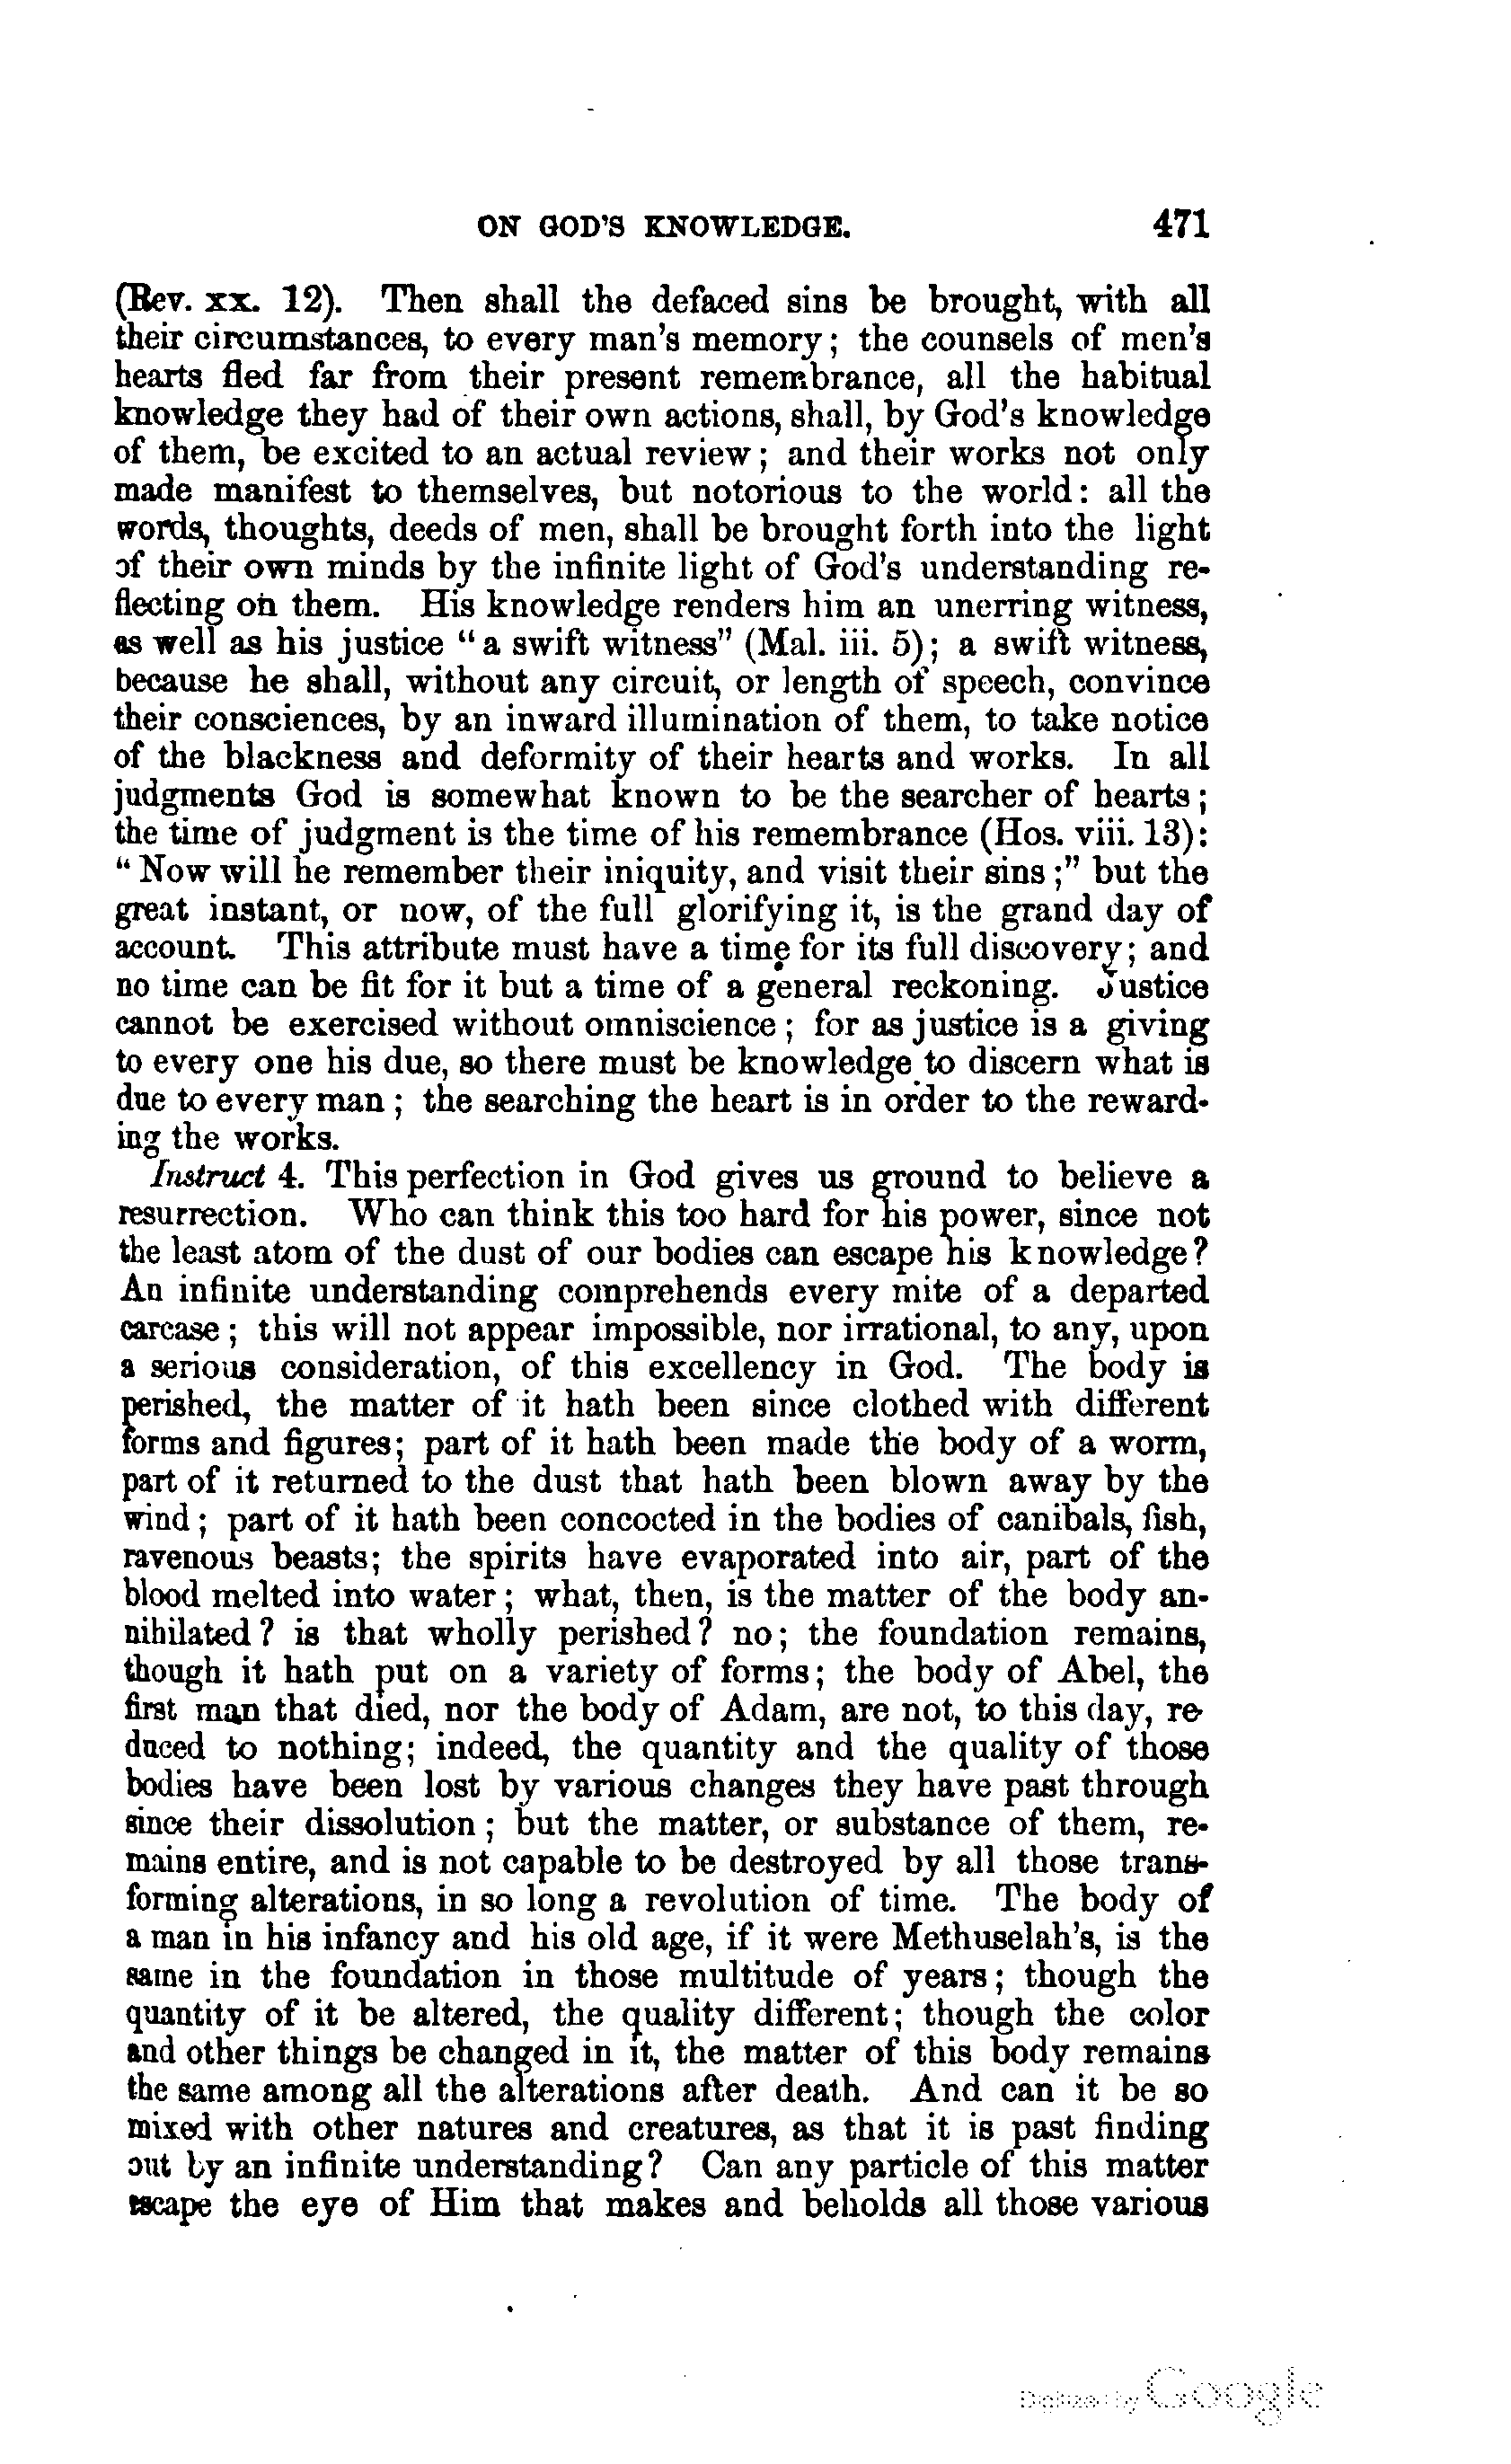 ON GOD'S KNOWLEDGE. 471
(Rev. xx. 12). Then shall the defaced sins be brought, with all
their circumstances, to every man's memory; the counsels of men's
hearts fled far from their present remembrance, all the habitual
knowledge they had of their own actions, shall, by God's knowledge
of them, be excited to an actual review; and their works not only
made manifest to themselves, but notorious to the world: all the
words, thoughts, deeds of men, shall be brought forth into the light
of their own minds by the infinite light of God's understanding re-
flecting on them. His knowledge renders him an unerring witness,
as well as his justice "a swift witness" (Mal. iii. 5); a swift witness,
because he shall, without any circuit, or length of speech, convince
their consciences, by an inward illumination of them, to take notice
of the blackness and deformity of their hearts and works. In all
judgments God is somewhat known to be the searcher of hearts;
the time of judgment is the time of his remembrance (Hos. viii. 13):
"Now will he remember their iniquity, and visit their sins;" but the
great instant, or now, of the full glorifying it, is the grand day of
account. This attribute must have a time for its full discovery; and
no time can be fit for it but a time of a general reckoning. Justice
cannot be exercised without omniscience; for as justice is a giving
to every one his due, so there must be knowledge to discern what is
due to every man; the searching the heart is in order to the reward-
ing the works.
Instruct 4. This perfection in God gives us ground to believe a
resurrection. Who can think this too hard for his power, since not
the least atom of the dust of our bodies can escape his knowledge?
An infinite understanding comprehends every mite of a departed
carcase; this will not appear impossible, nor irrational, to any, upon
a serious consideration, of this excellency in God. The body is
perished, the matter of it hath been since clothed with different
forms and figures; part of it hath been made the body of a worm,
part of it returned to the dust that hath been blown away by the
wind; part of it hath been concocted in the bodies of canibals, fish,
ravenous beasts; the spirits have evaporated into air, part of the
blood melted into water; what, then, is the matter of the body an-
nihilated? is that wholly perished? no; the foundation remains,
though it hath put on a variety of forms; the body of Abel, the
first man that died, nor the body of Adam, are not, to this day, re-
duced to nothing; indeed, the quantity and the quality of those
bodies have been lost by various changes they have past through
since their dissolution; but the matter, or substance of them, re-
mains entire, and is not capable to be destroyed by all those trans-
forming alterations, in so long a revolution of time. The body of
a man in his infancy and his old age, if it were Methuselah's, is the
same in the foundation in those multitude of years; though the
quantity of it be altered, the quality different; though the color
and other things be changed in it, the matter of this body remains
the same among all the alterations after death. And can it be so
mixed with other natures and creatures, as that it is past finding
out by an infinite understanding? Can any particle of this matter
escape the eye of Him that makes and beholds all those various
Digitized by Google